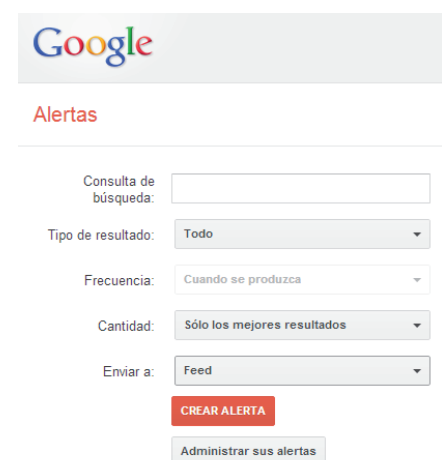 Google
Alertas
Consulta de
búsqueda:
Tipo de resultado: Todo
Frecuencia: Cuando se produzca
Cantidad: Sólo los mejores resultados
Enviar a: Feed
CREAR ALERTA
Administrar sus alertas